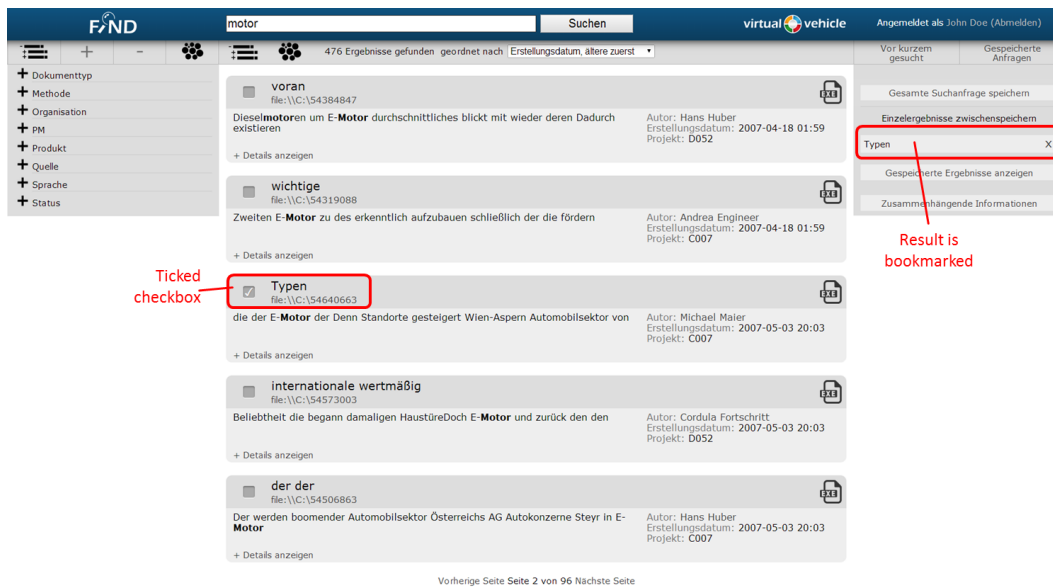 FIND
motor
Suchen
virtual vehicle
Angemeldet als John Doe (Abmelden)
+ -
476 Ergebnisse gefunden geordnet nach Erstellungsdatum, ältere zuerst
Vor kurzem gesucht
Gespeicherte Anfragen
+ Dokumenttyp
+ Methode
+ Organisation
+ PM
+ Produkt
+ Quelle
+ Sprache
+ Status
voran
file:\\C:\54384847
EXE
Dieselmotoren um E-Motor durchschnittliches blickt mit wieder deren Dadurch
existieren
Autor: Hans Huber
Erstellungsdatum: 2007-04-18 01:59
Projekt: D052
+ Details anzeigen
wichtige
file:\\C:\54319088
EXE
Zweiten E-Motor zu des erkenntlich aufzubauen schließlich der die fördern
Autor: Andrea Engineer
Erstellungsdatum: 2007-04-18 01:59
Projekt: C007
+ Details anzeigen
Ticked
checkbox
Typen
file:\\C:\54640663
EXE
die der E-Motor der Denn Standorte gesteigert Wien-Aspern Automobilsektor von
Autor: Michael Maier
Erstellungsdatum: 2007-05-03 20:03
Projekt: C007
+ Details anzeigen
internationale wertmäßig
file:\\C:\54573003
EXE
Beliebtheit die begann damaligen HaustüreDoch E-Motor und zurück den den
Autor: Cordula Fortschritt
Erstellungsdatum: 2007-05-03 20:03
Projekt: D052
+ Details anzeigen
der der
file:\\C:\54506863
EXE
Der werden boomender Automobilsektor Österreichs AG Autokonzerne Steyr in E-
Motor
Autor: Hans Huber
Erstellungsdatum: 2007-05-03 20:03
Projekt: C007
+ Details anzeigen
Vorherige Seite Seite 2 von 96 Nächste Seite
Gesamte Suchanfrage speichern
Einzelergebnisse zwischenspeichern
Typen X
Gespeicherte Ergebnisse anzeigen
Zusammenhängende Informationen
Result is
bookmarked